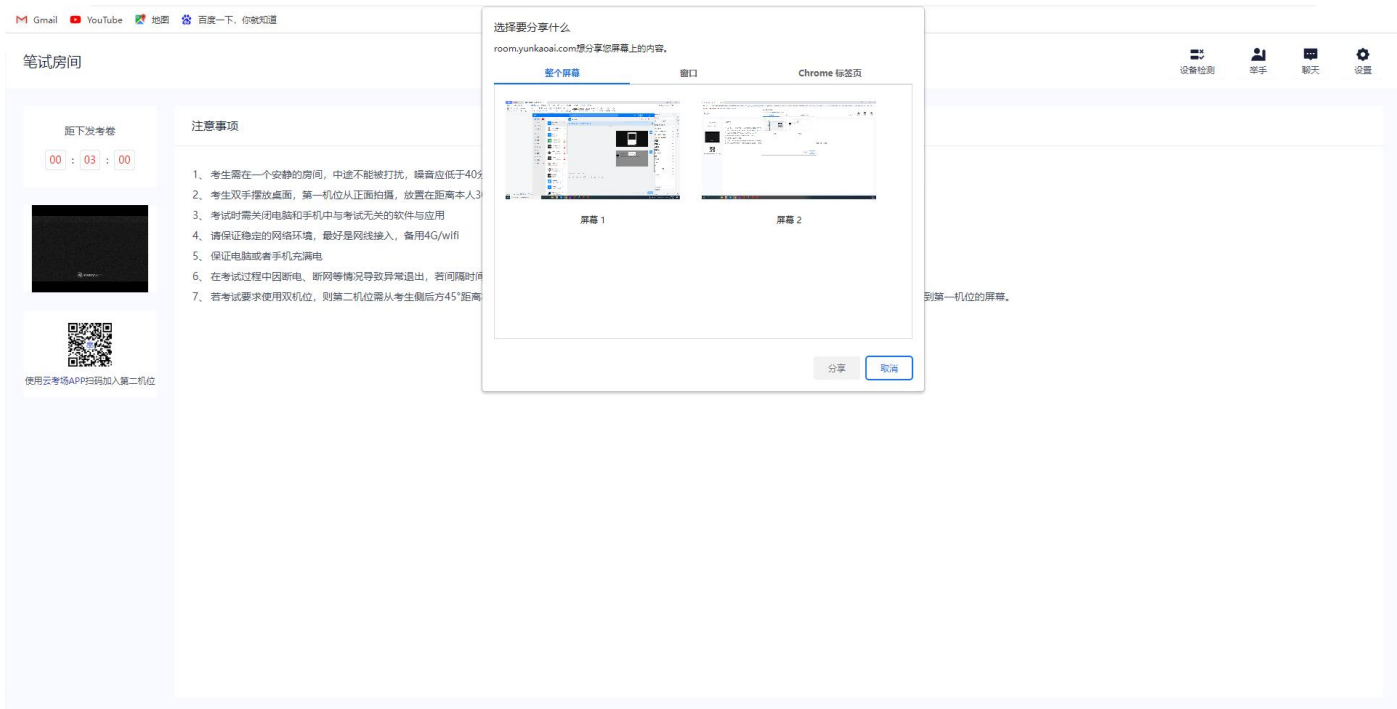 Gmail YouTube 地图 百度一下，你就知道
选择要分享什么
room.yunkaoai.com想分享您屏幕上的内容。
整个屏幕 窗口 Chrome 标签页
屏幕 1 屏幕 2
分享 取消
笔试房间
设备检测 举手 聊天 设置
距下发考卷
00 : 03 : 00
使用云考场APP扫码加入第二机位
注意事项
1、 考生需在一个安静的房间，中途不能被打扰，噪音应低于40
2、 考生双手摆放桌面，第一机位从正面拍摄，放置在距离本人3
3、 考试时需关闭电脑和手机中与考试无关的软件与应用
4、 请保证稳定的网络环境，最好是网线接入，备用4G/wifi
5、 保证电脑或者手机充满电
6、 在考试过程中因断电、断网等情况导致异常退出，若间隔时间
7、 若考试要求使用双机位，则第二机位需从考生侧后方45°距离 到第一机位的屏幕。